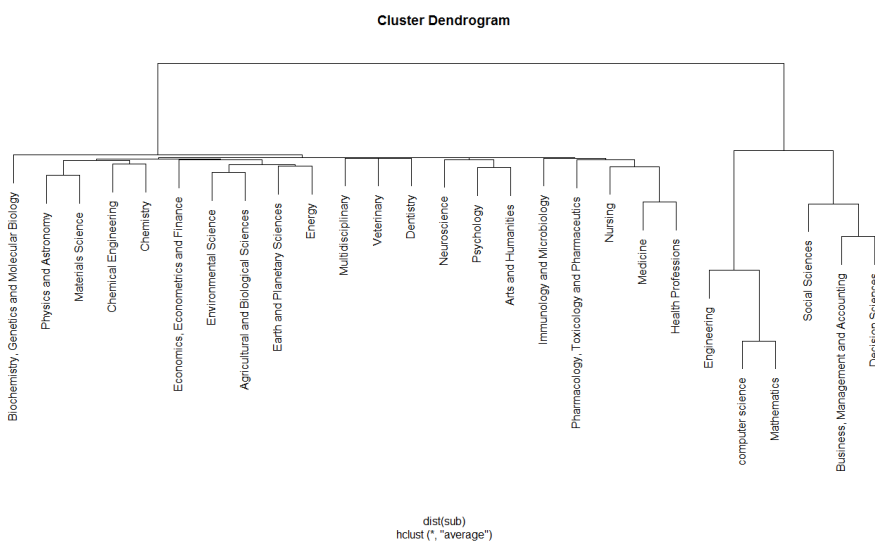 Cluster Dendrogram
Biochemistry, Genetics and Molecular Biology
Physics and Astronomy
Materials Science
Chemical Engineering
Chemistry
Economics, Econometrics and Finance
Environmental Science
Agricultural and Biological Sciences
Earth and Planetary Sciences
Energy
Multidisciplinary
Veterinary
Dentistry
Neuroscience
Psychology
Arts and Humanities
Immunology and Microbiology
Pharmacology, Toxicology and Pharmaceutics
Nursing
Medicine
Health Professions
Engineering
computer science
Mathematics
Social Sciences
Business, Management and Accounting
Decision Sciences
dist(sub)
hclust (*, "average")